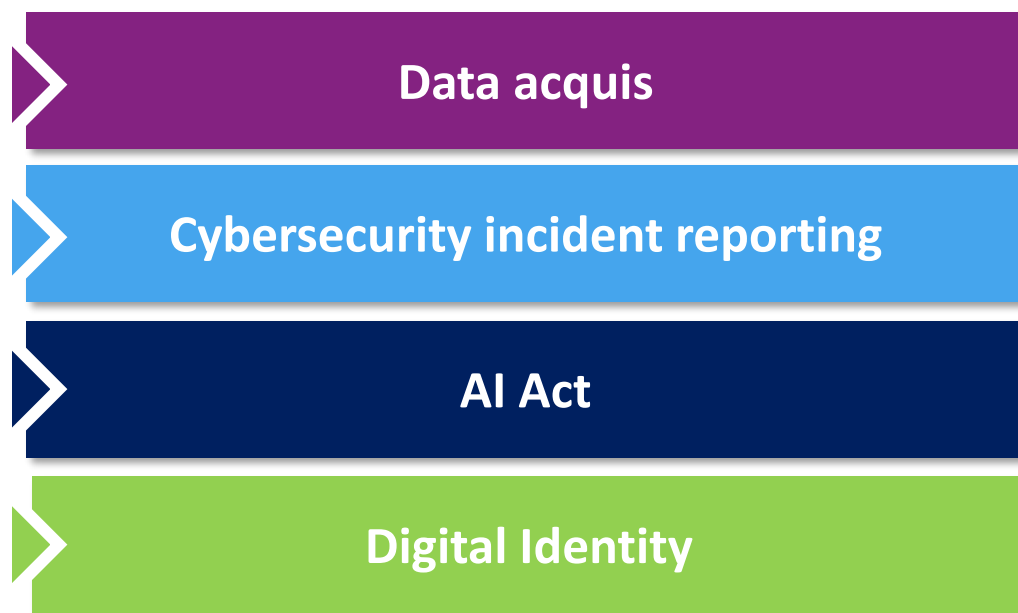 Data acquis
Cybersecurity incident reporting
AI Act
Digital Identity